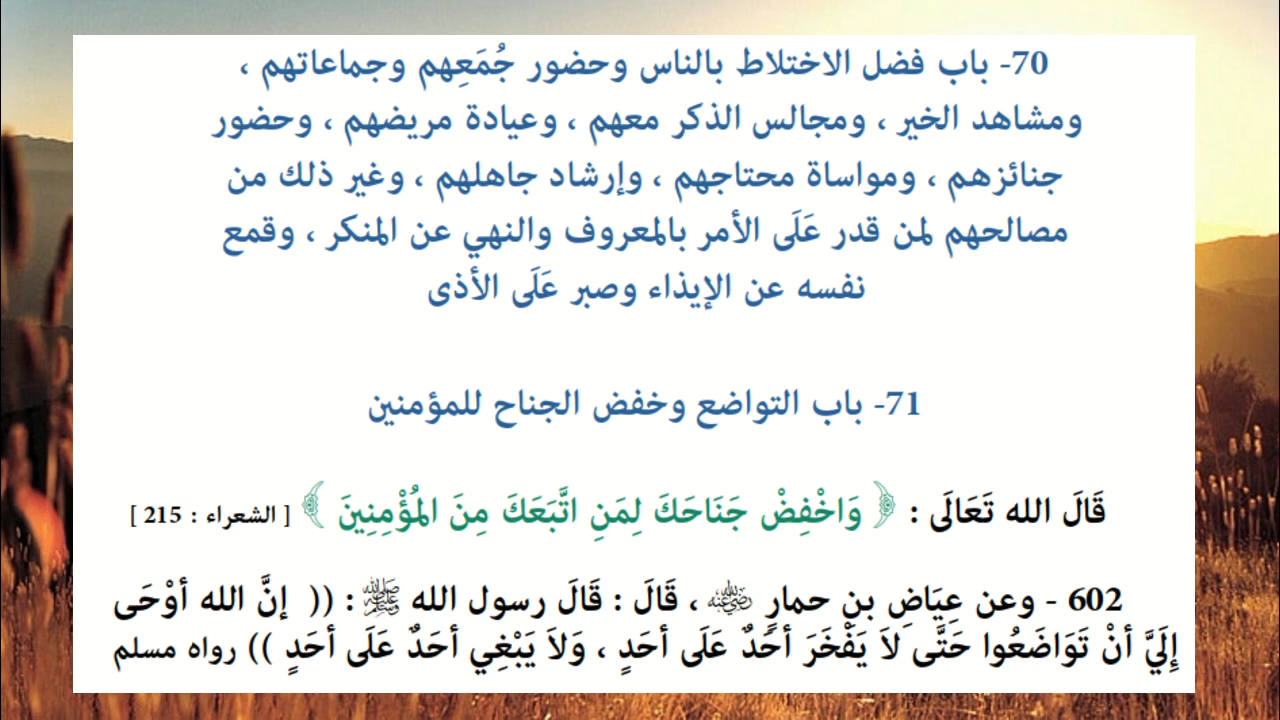 70- باب فضل الاختلاط بالناس وحضور جُمَعِهم وجماعاتهم ،
ومشاهد الخير ، ومجالس الذكر معهم ، وعيادة مريضهم ، وحضور
جنائزهم ، ومواساة محتاجهم ، وإرشاد جاهلهم ، وغير ذلك من
مصالحهم لمن قدر عَلَى الأمر بالمعروف والنهي عن المنكر ، وقمع
نفسه عن الإيذاء وصبر عَلَى الأذى
71- باب التواضع وخفض الجناح للمؤمنين
قَالَ الله تَعَالَى : ﴿ وَاخْفِضْ جَنَاحَكَ لِمَنِ اتَّبَعَكَ مِنَ الْمُؤْمِنِينَ ﴾ [ الشعراء : 215 ]
602 - وعن عِيَاضِ بنِ حمارٍ رضي الله عنه ، قَالَ : قَالَ رسول الله ﷺ : (( إنَّ الله أوْحَى
إِلَيَّ أنْ تَوَاضَعُوا حَتَّى لاَ يَفْخَرَ أحَدٌ عَلَى أحَدٍ ، وَلاَ يَبْغِي أحَدٌ عَلَى أحَدٍ )) رواه مسلم